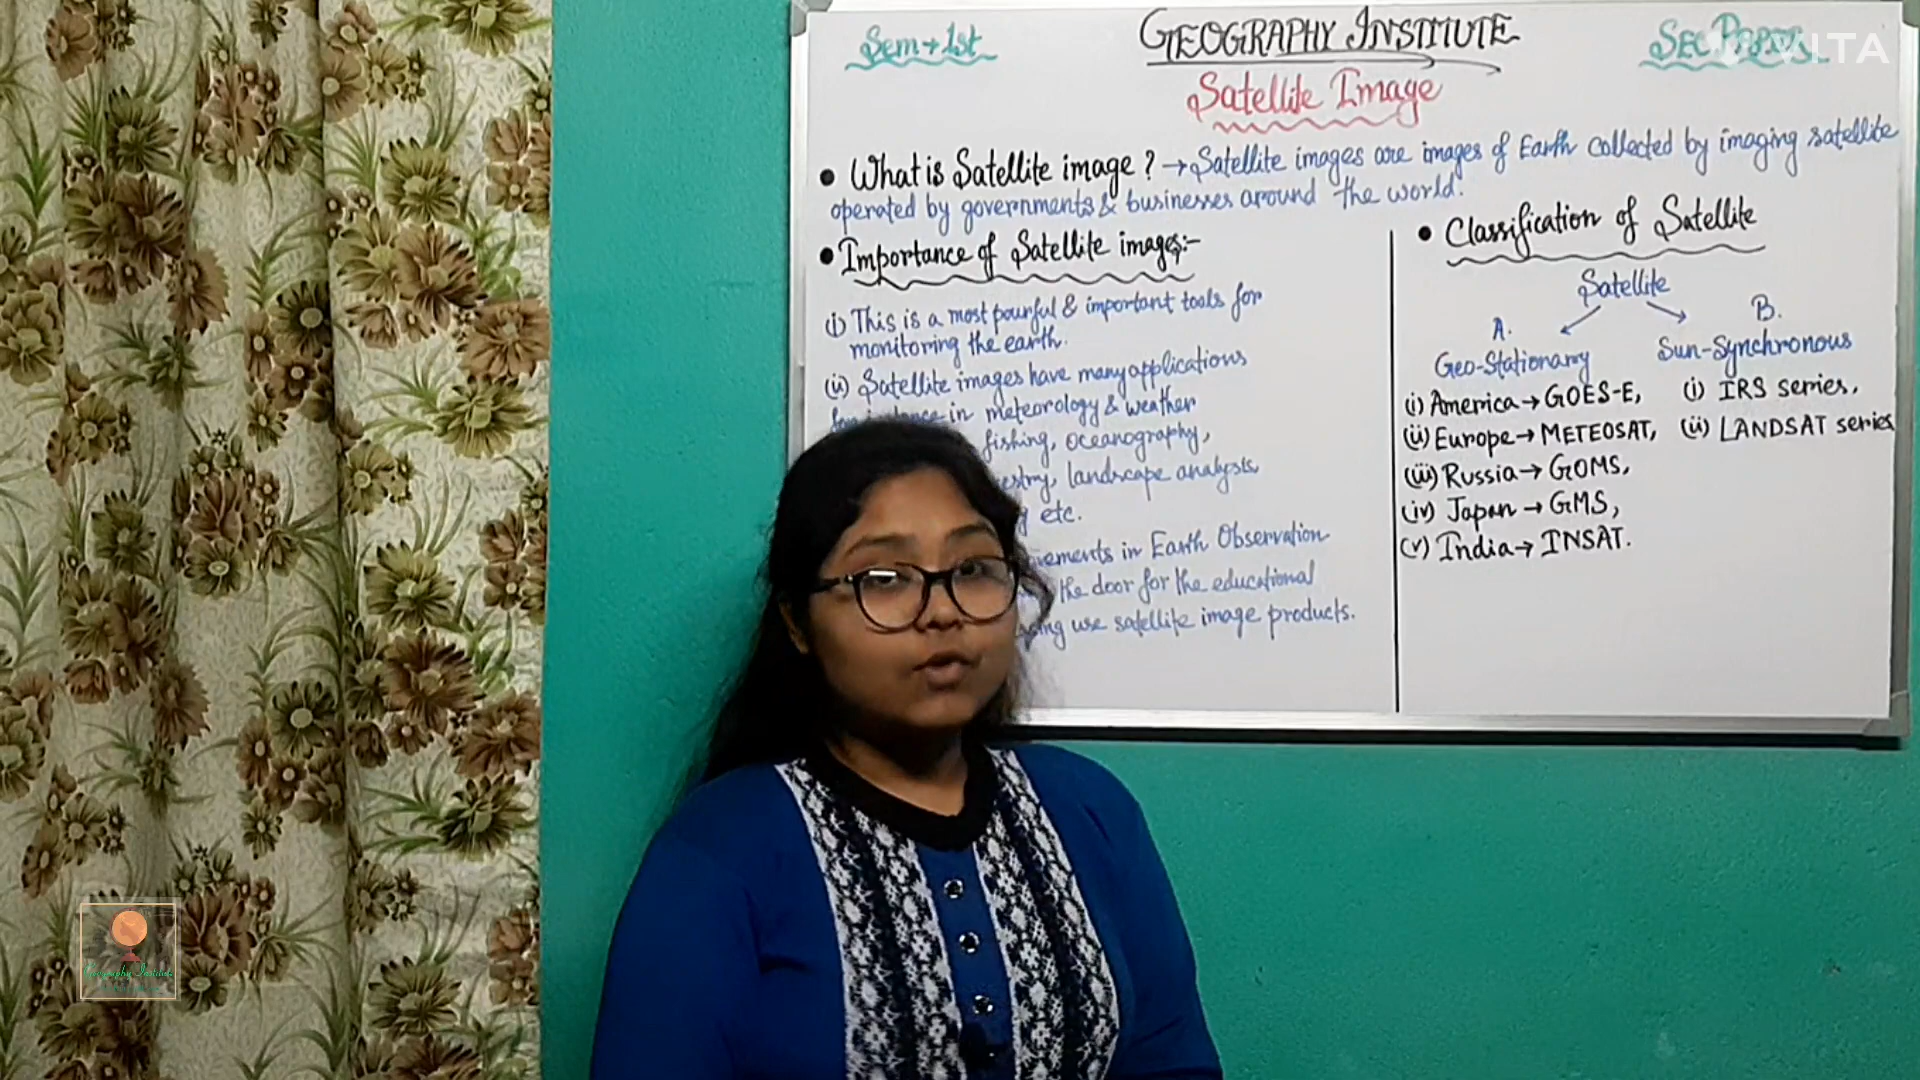 Sem-1st
GEOGRAPHY INSTITUTE
VITA
Satellite Image
• What is Satellite image? → Satellite images are images of Earth collected by imaging satellite
operated by governments & businesses around the world.
• Importance of Satellite images:-
(i) This is a most pourful & important tools for
monitoring the earth.
(ii) Satellite images have many applications
in meteorology & weather
fishing, oceanography,
landscape analysis
etc.
in Earth Observation
the door for the educational
use satellite image products.
• Classification of Satellite
Satellite
A.
Geo-Stationary
(i) America → GOES-E,
(ii) Europe → METEOSAT,
(iii) Russia → GOMS,
(iv) Japan → GMS,
(v) India → INSAT.
B.
Sun-Synchronous
(i) IRS series,
(ii) LANDSAT series
Geography Institute